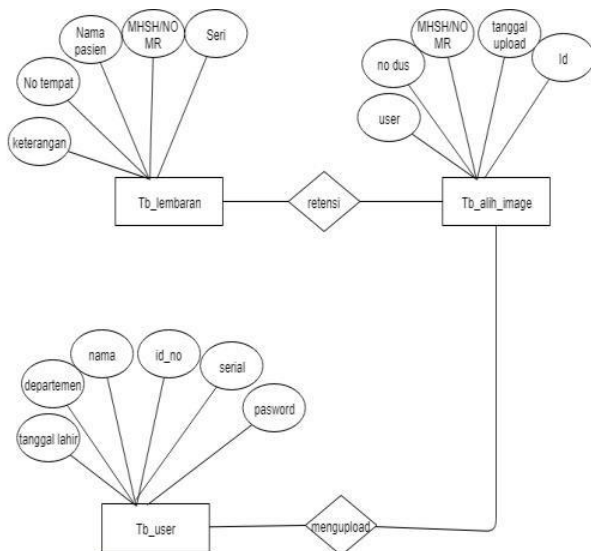 Nama
pasien
MHSH/NO
MR
Seri
No tempat
keterangan
MHSH/NO
MR
tanggal
upload
Id
no dus
user
Tb_lembaran
retensi
Tb_alih_image
nama
id_no
serial
departemen
pasword
tanggal lahir
Tb_user
mengupload